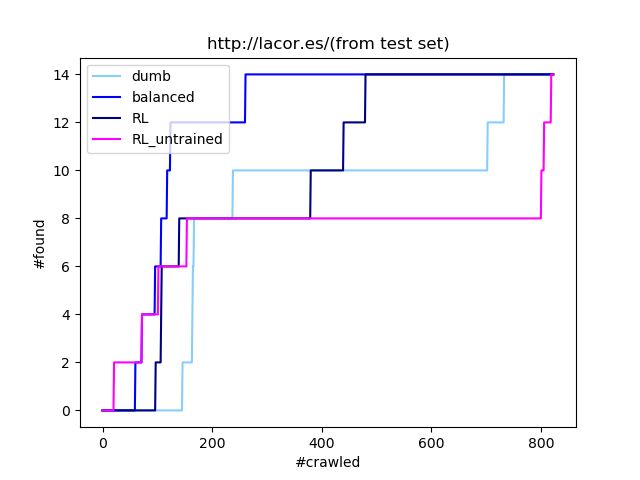 http://lacor.es/(from test set)
dumb
balanced
RL
RL_untrained
#found
14
12
10
8
6
4
2
0
0 200 400 600 800
#crawled